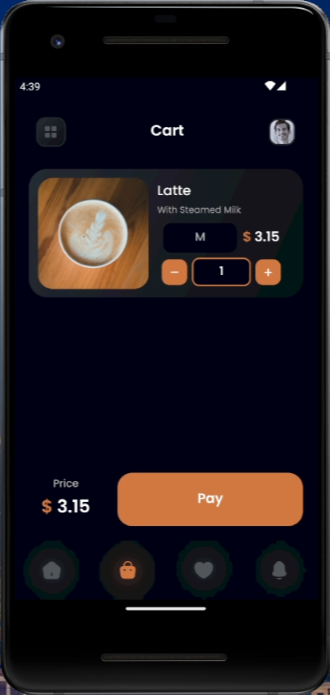 4:39
Cart
Latte
With Steamed Milk
M $ 3.15
− 1 +
Price
$ 3.15
Pay